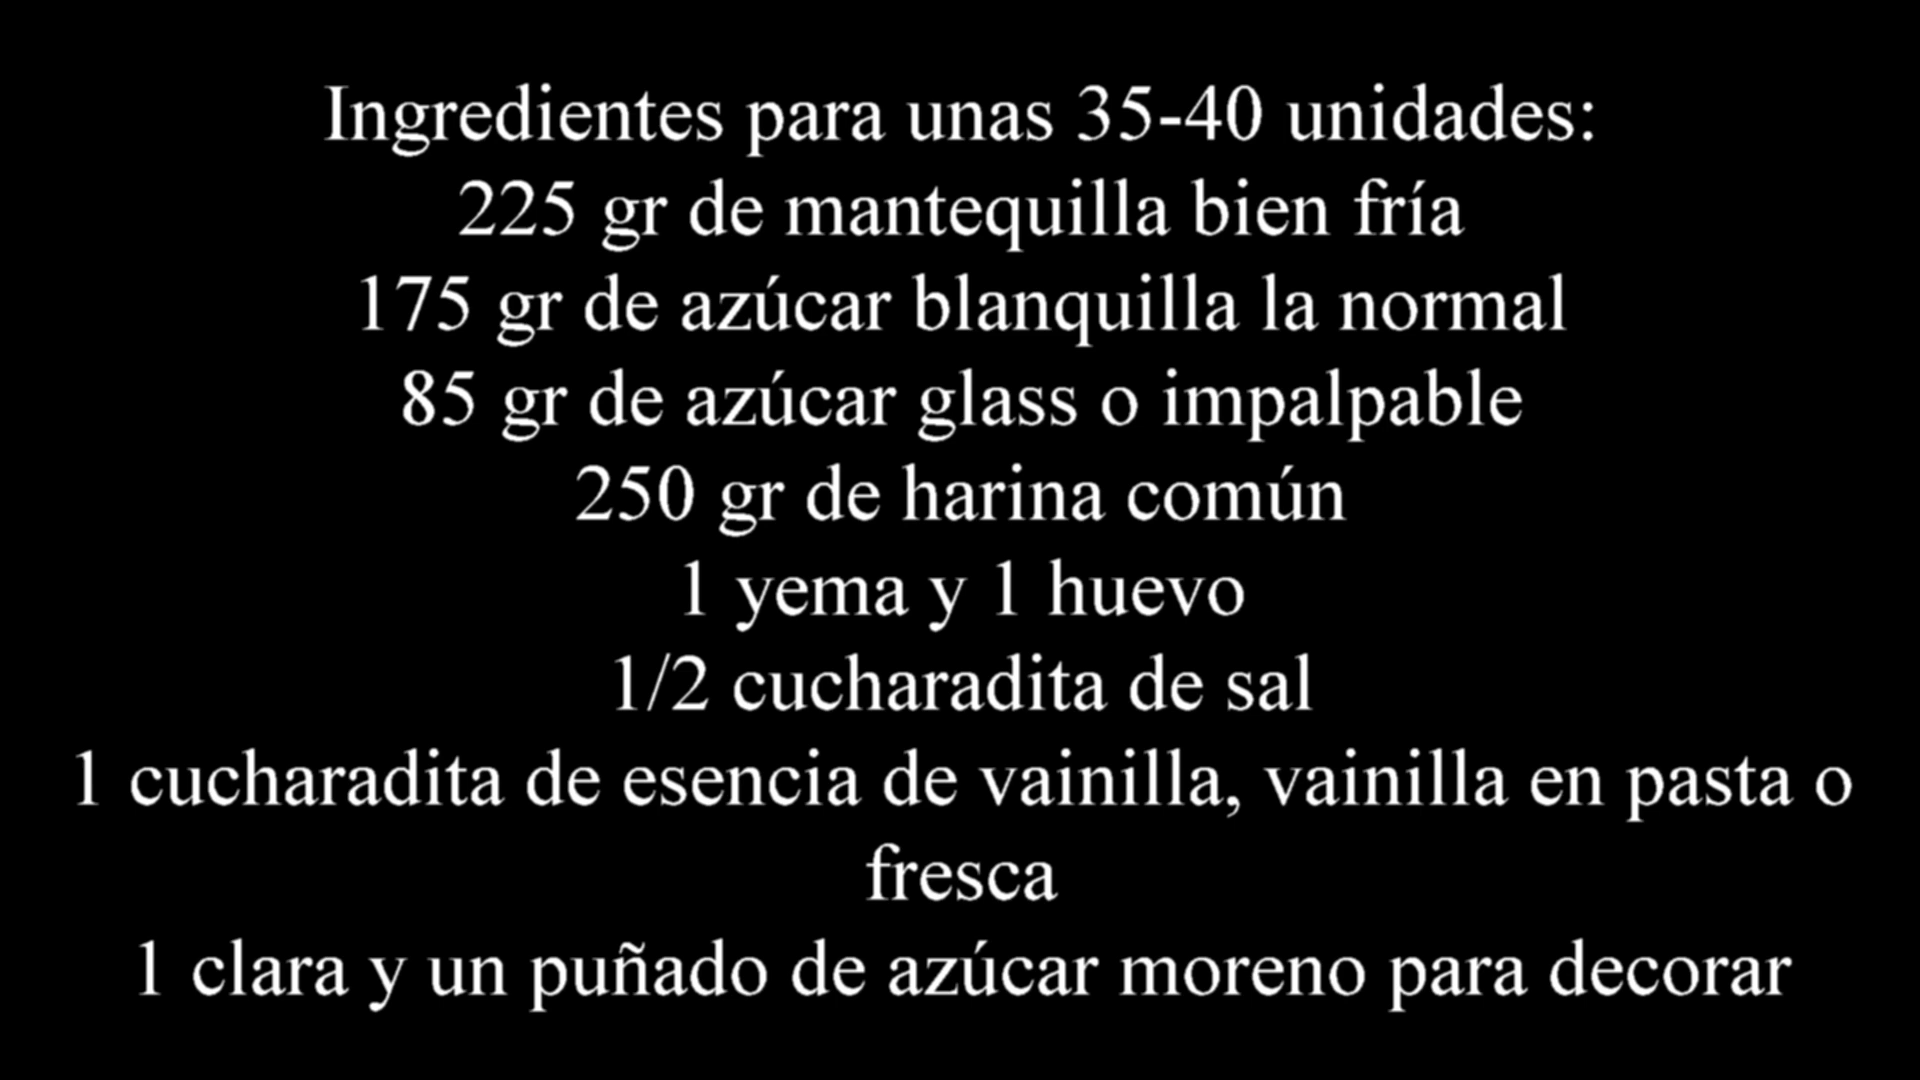 Ingredientes para unas 35-40 unidades:
225 gr de mantequilla bien fría
175 gr de azúcar blanquilla la normal
85 gr de azúcar glass o impalpable
250 gr de harina común
1 yema y 1 huevo
1/2 cucharadita de sal
1 cucharadita de esencia de vainilla, vainilla en pasta o
fresca
1 clara y un puñado de azúcar moreno para decorar